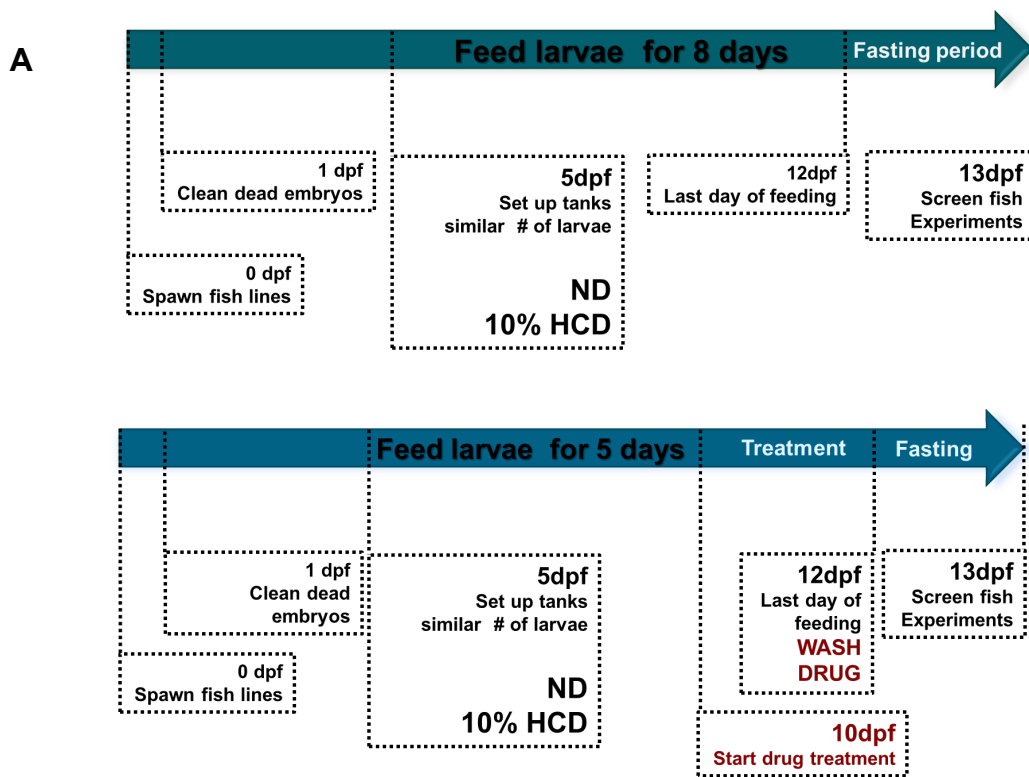 A
Feed larvae for 8 days
Fasting period
1 dpf
Clean dead embryos
0 dpf
Spawn fish lines
5dpf
Set up tanks
similar # of larvae
ND
10% HCD
12dpf
Last day of feeding
13dpf
Screen fish
Experiments
Feed larvae for 5 days
Treatment
Fasting
1 dpf
Clean dead
embryos
0 dpf
Spawn fish lines
5dpf
Set up tanks
similar # of larvae
ND
10% HCD
12dpf
Last day of
feeding
WASH
DRUG
10dpf
Start drug treatment
13dpf
Screen fish
Experiments